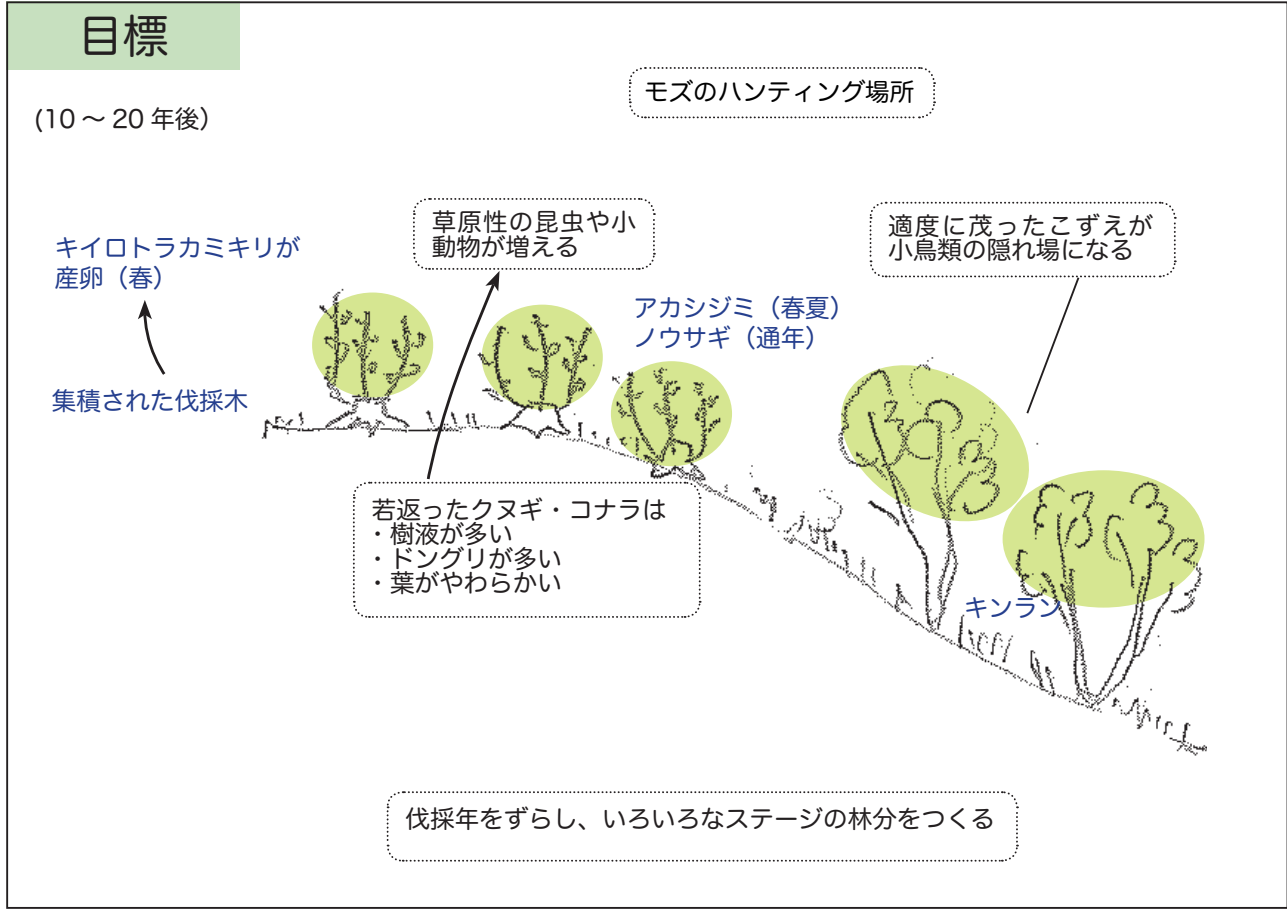 目標
(10 ～ 20 年後）
モズのハンティング場所
草原性の昆虫や小
動物が増える
適度に茂ったこずえが
小鳥類の隠れ場になる
キイロトラカミキリが
産卵（春）
アカシジミ（春夏）
ノウサギ（通年）
集積された伐採木
若返ったクヌギ・コナラは
・樹液が多い
・ドングリが多い
・葉がやわらかい
キンラン
伐採年をずらし、いろいろなステージの林分をつくる